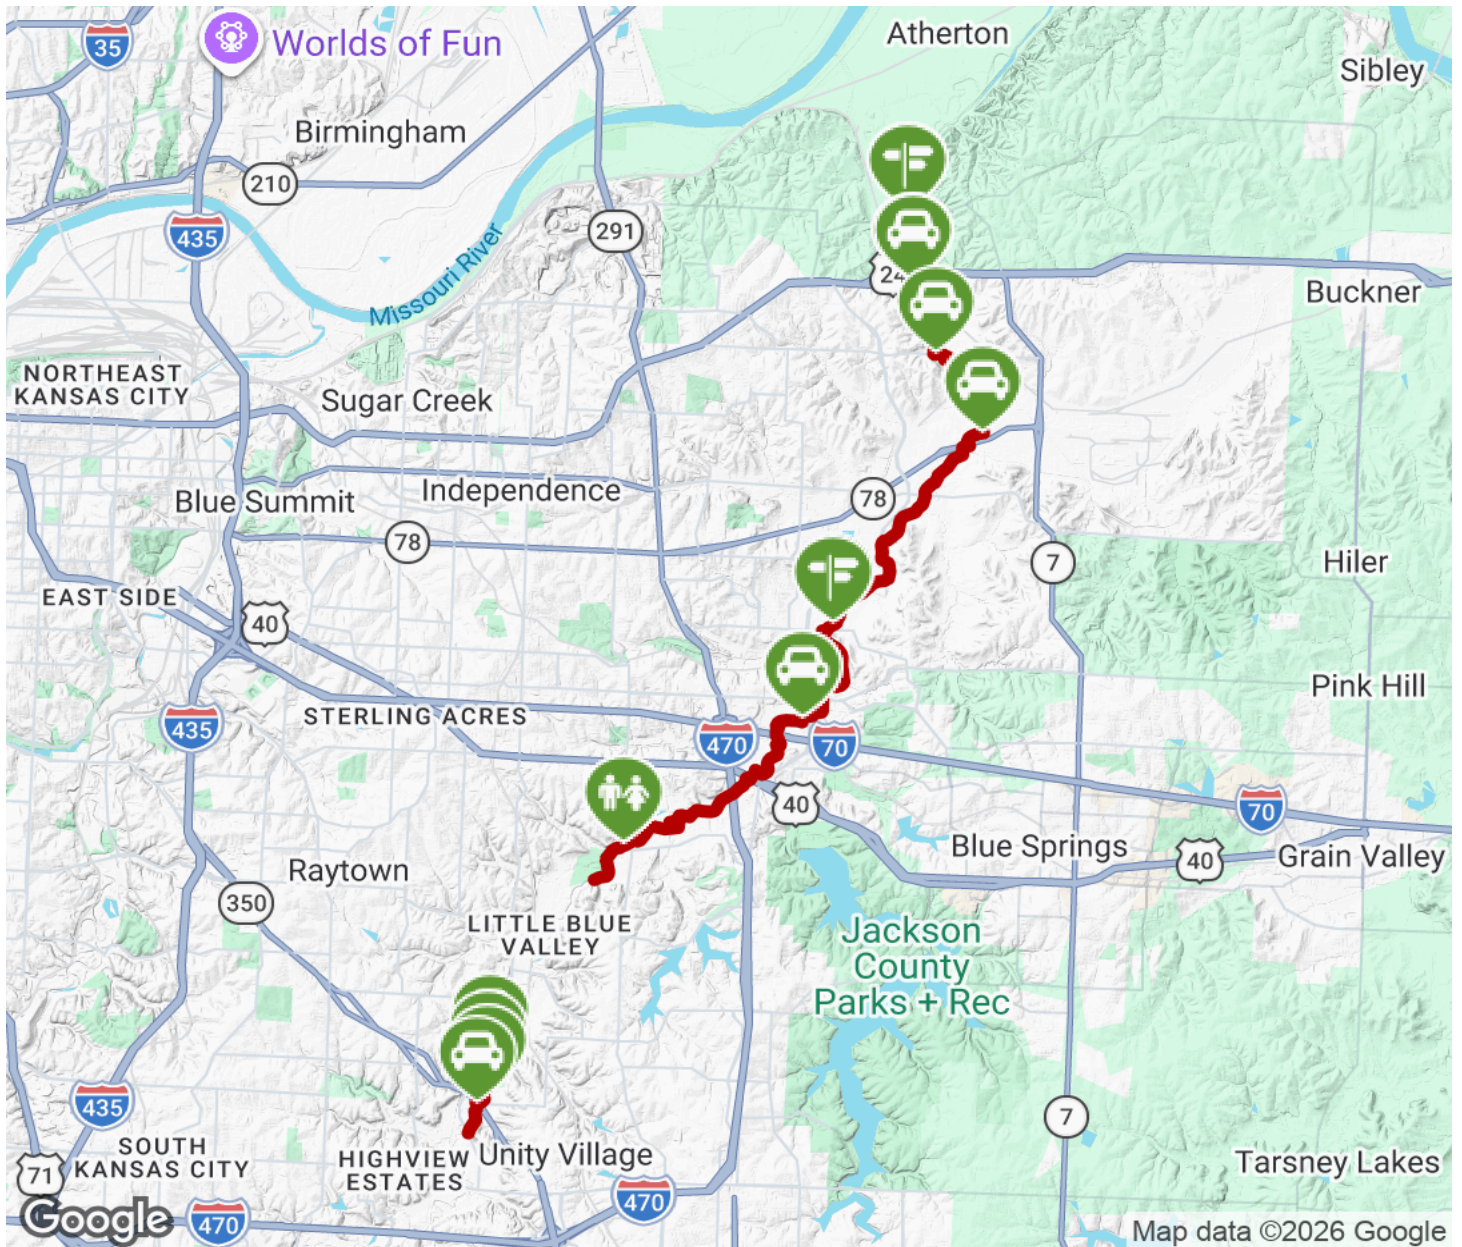 Atherton
35
Worlds of Fun
Sibley
Birmingham
210
435
291
Missouri River
24
Buckner
NORTHEAST
KANSAS CITY
Sugar Creek
Independence
78
Blue Summit
78
7
Hiler
EAST SIDE
40
Pink Hill
STERLING ACRES
435
470
70
40
70
Blue Springs
40
Grain Valley
Raytown
350
LITTLE BLUE
VALLEY
Jackson
County
Parks + Rec
435
7
SOUTH
KANSAS CITY
HIGHVIEW
ESTATES
Unity Village
Tarsney Lakes
71
470
470
Google
Map data ©2026 Google